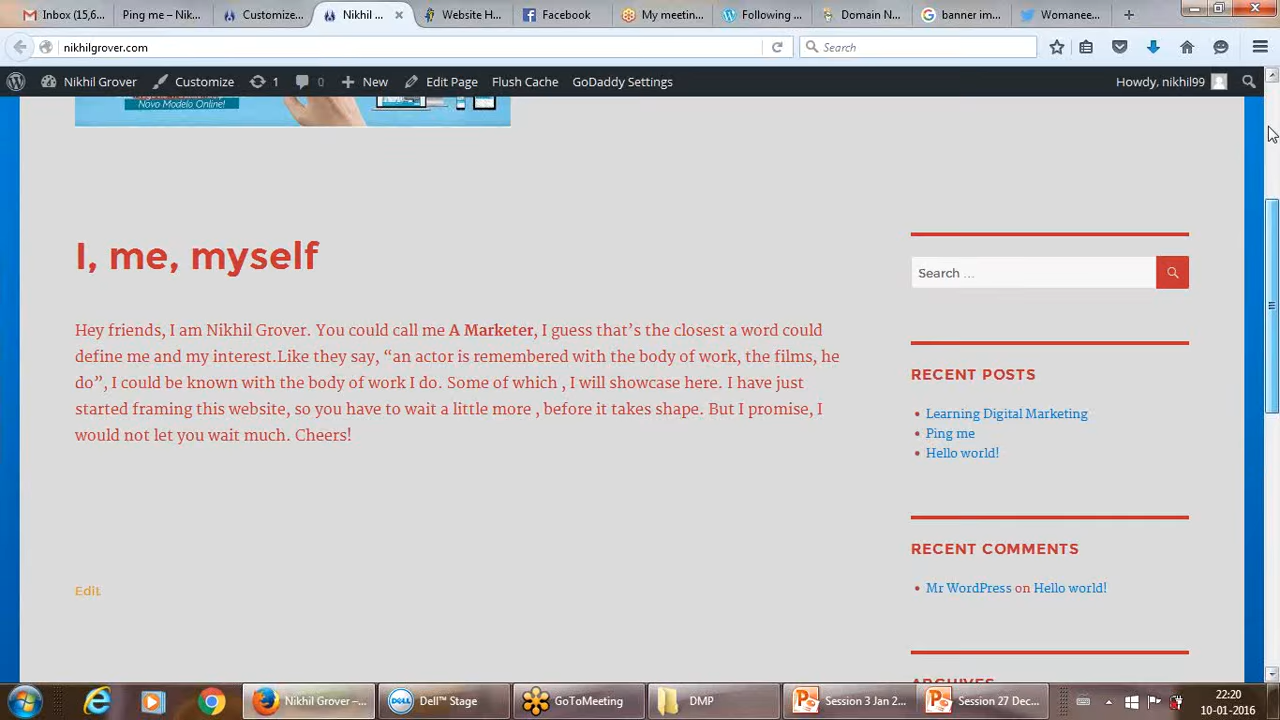 Inbox (15,6...
Ping me – Nik...
Customize...
Nikhil ...
Website H...
Facebook
My meetin...
Following ...
Domain N...
banner im...
Womanee...
nikhilgrover.com
Search
Nikhil Grover
Customize
1
0
New
Edit Page
Flush Cache
GoDaddy Settings
Howdy, nikhil99
Novo Modelo Online!
I, me, myself
Hey friends, I am Nikhil Grover. You could call me A Marketer, I guess that’s the closest a word could
define me and my interest.Like they say, “an actor is remembered with the body of work, the films, he
do”, I could be known with the body of work I do. Some of which , I will showcase here. I have just
started framing this website, so you have to wait a little more , before it takes shape. But I promise, I
would not let you wait much. Cheers!
Edit
Search ...
RECENT POSTS
• Learning Digital Marketing
• Ping me
• Hello world!
RECENT COMMENTS
• Mr WordPress on Hello world!
ARCHIVES
Nikhil Grover –...
DELL
Dell™ Stage
GoToMeeting
DMP
Session 3 Jan 2...
Session 27 Dec...
22:20
10-01-2016